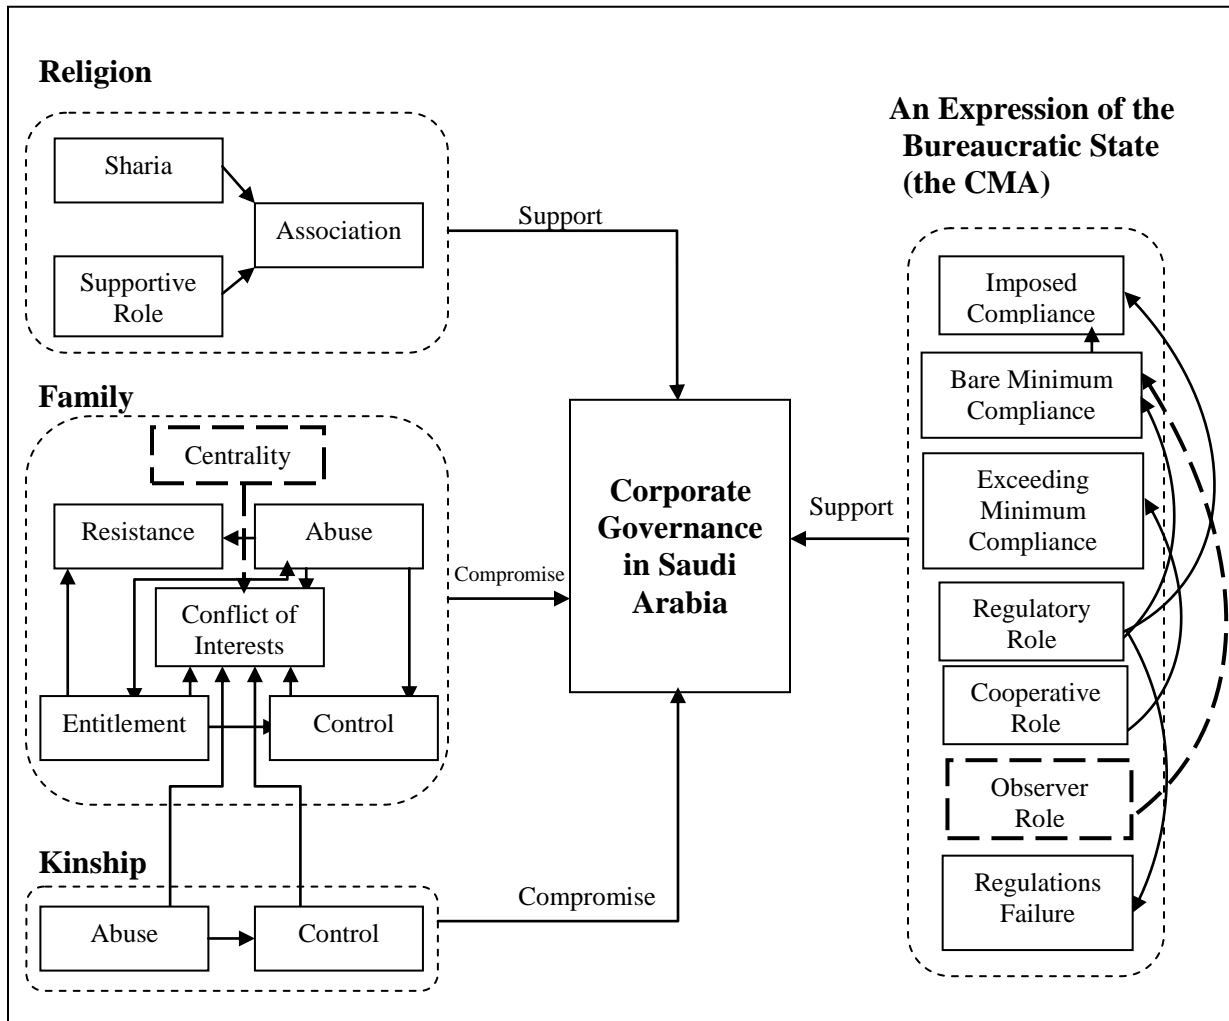 Religion
Sharia
Supportive
Role
Association
Support
Family
Centrality
Resistance
Abuse
Conflict of
Interests
Entitlement
Control
Compromise
Kinship
Abuse
Control
Compromise
Corporate
Governance
in Saudi
Arabia
Support
An Expression of the
Bureaucratic State
(the CMA)
Imposed
Compliance
Bare Minimum
Compliance
Exceeding
Minimum
Compliance
Regulatory
Role
Cooperative
Role
Observer
Role
Regulations
Failure